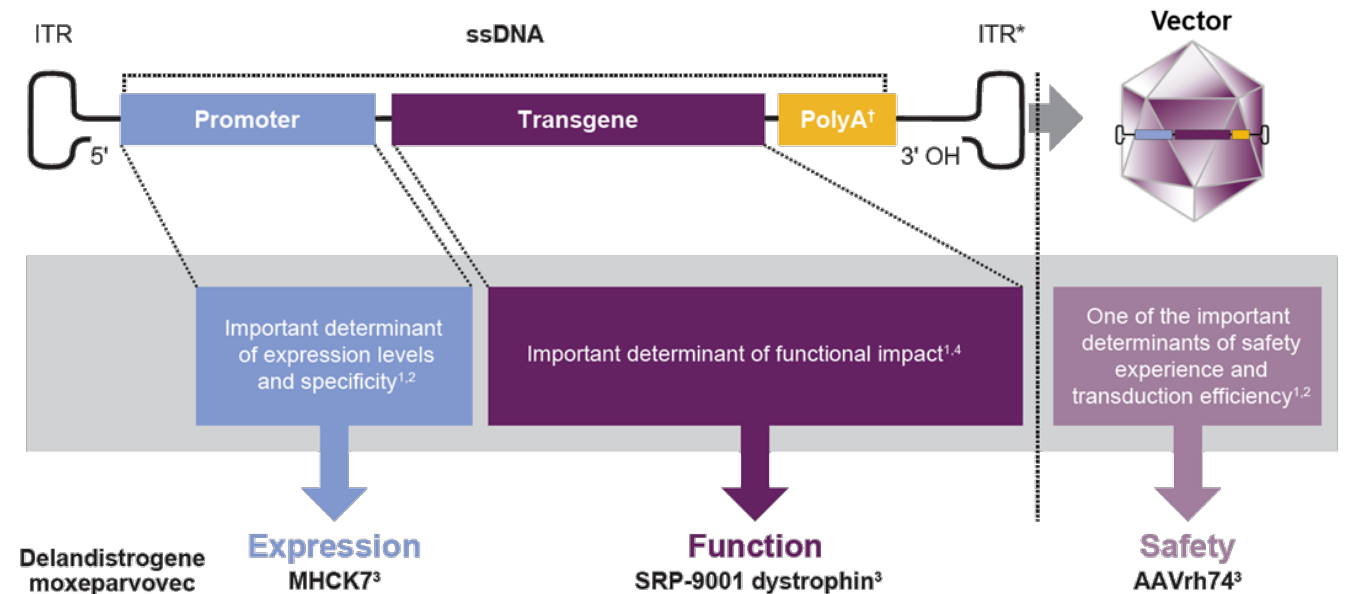 ITR
ssDNA
ITR*
Vector
Promoter
Transgene
PolyA†
5'
3' OH
Important determinant
of expression levels
and specificity1,2
Important determinant of functional impact1,4
One of the important
determinants of safety
experience and
transduction efficiency1,2
Delandistrogene
moxeparvovec
Expression
MHCK7³
Function
SRP-9001 dystrophin³
Safety
AAVrh74³